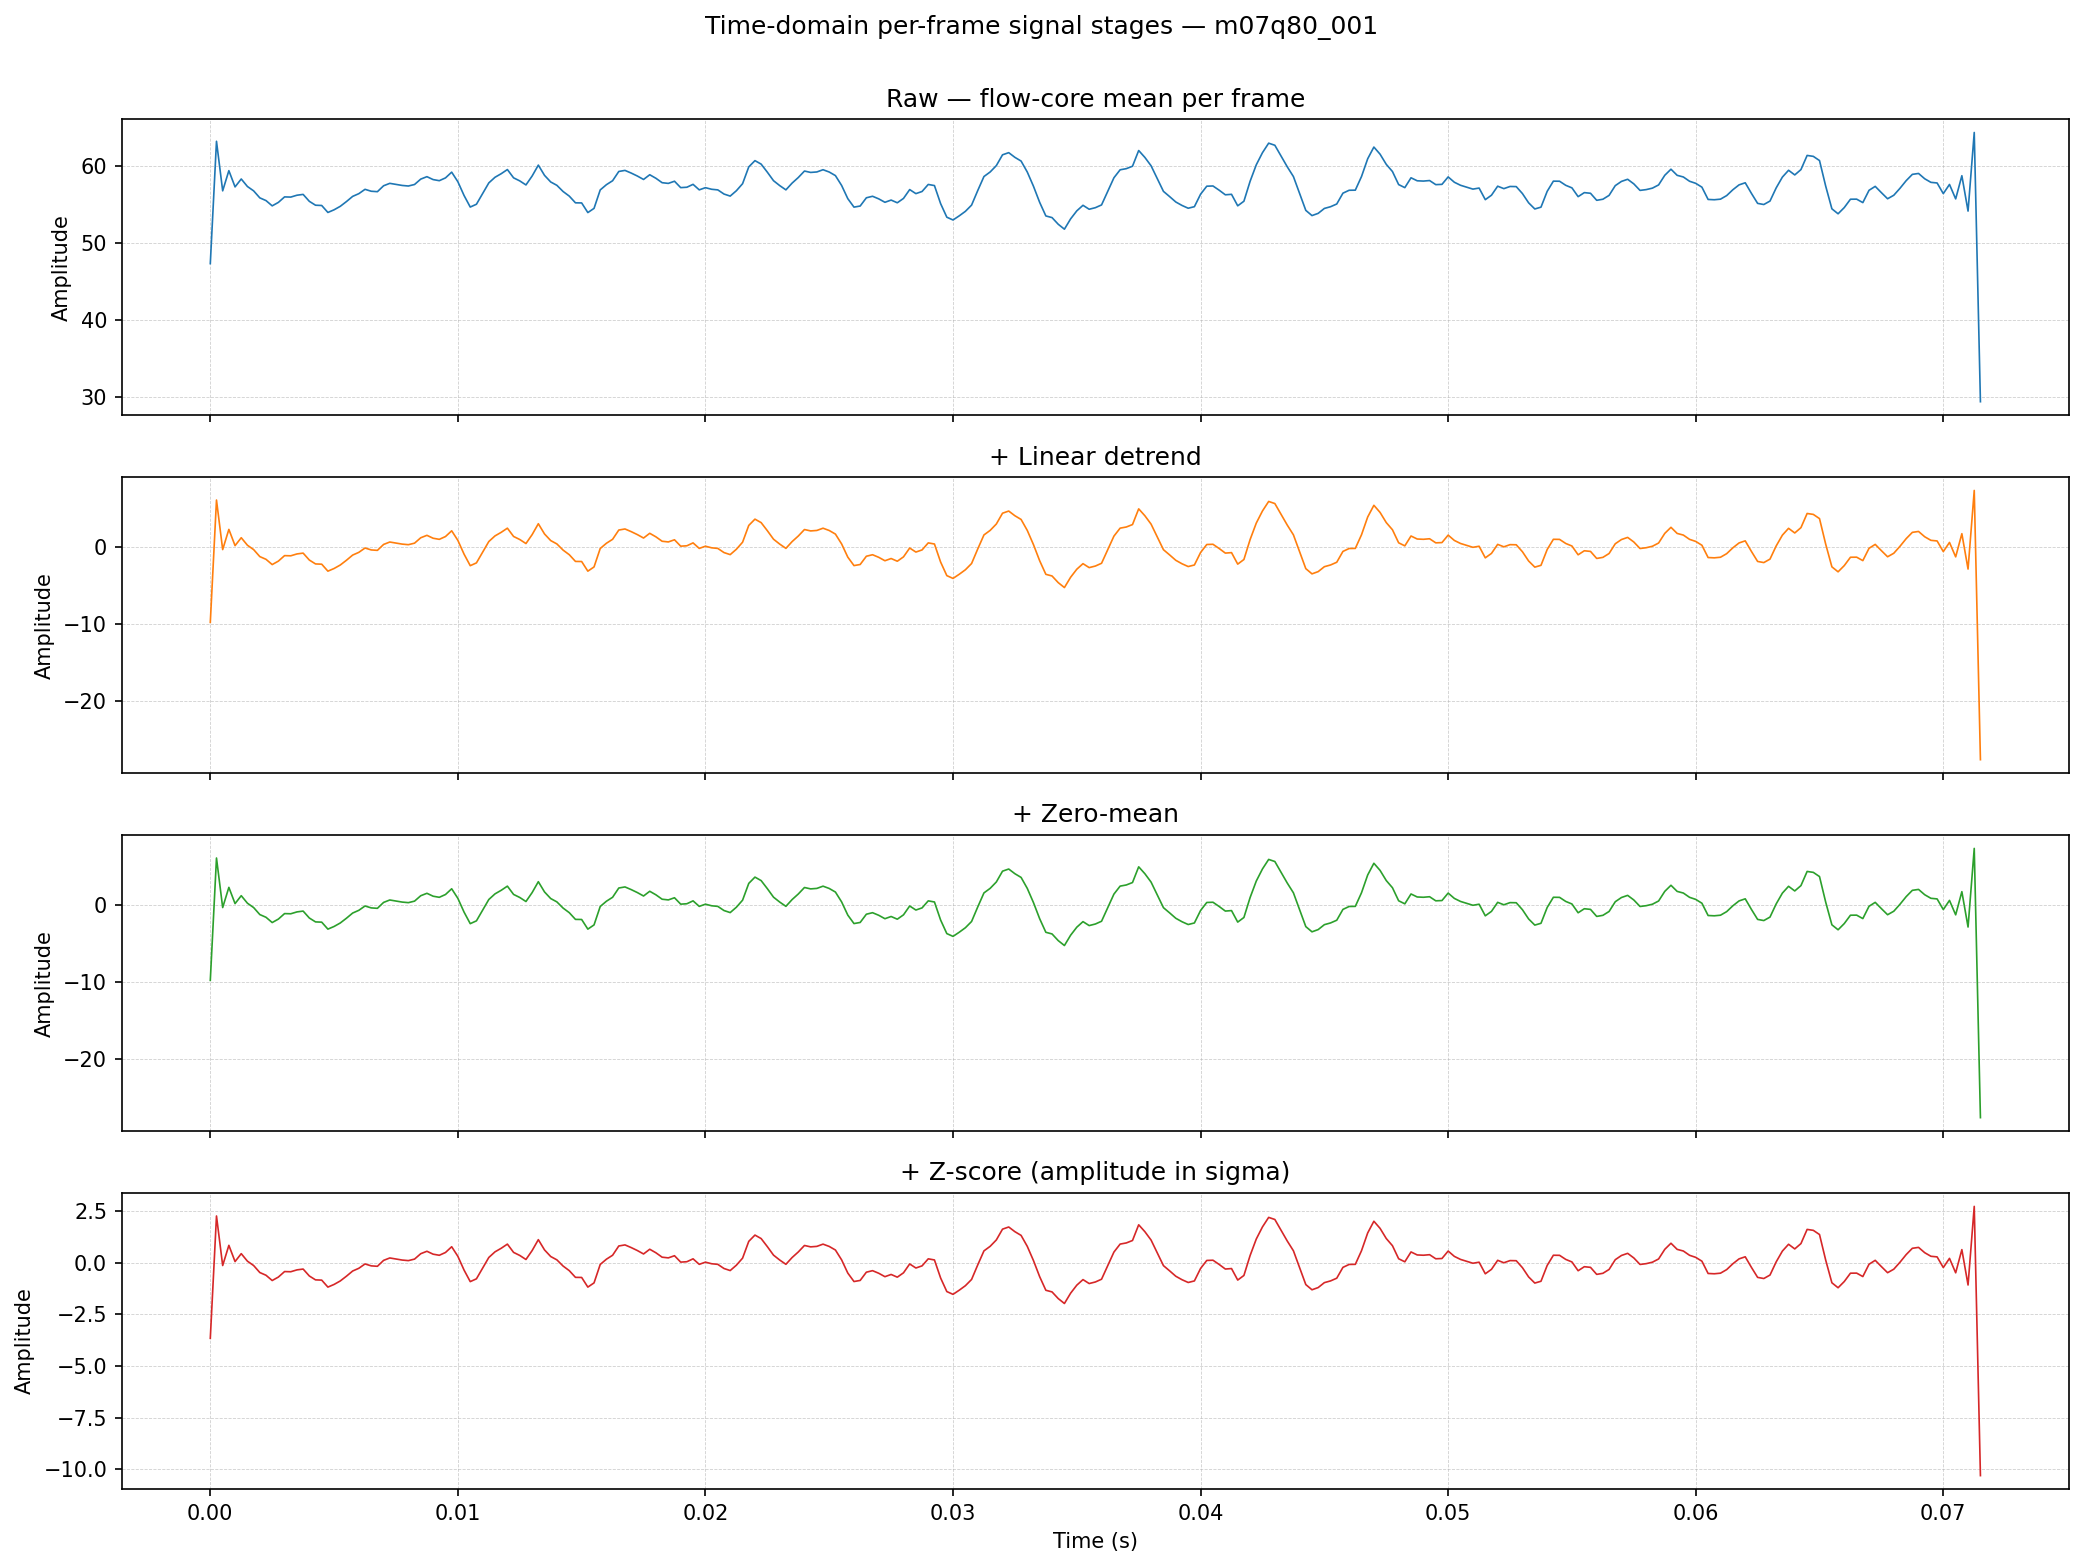 Time-domain per-frame signal stages — m07q80_001
Raw — flow-core mean per frame
Amplitude
60
50
40
30
+ Linear detrend
Amplitude
0
−10
−20
+ Zero-mean
Amplitude
0
−10
−20
+ Z-score (amplitude in sigma)
Amplitude
2.5
0.0
−2.5
−5.0
−7.5
−10.0
0.00 0.01 0.02 0.03 0.04 0.05 0.06 0.07
Time (s)